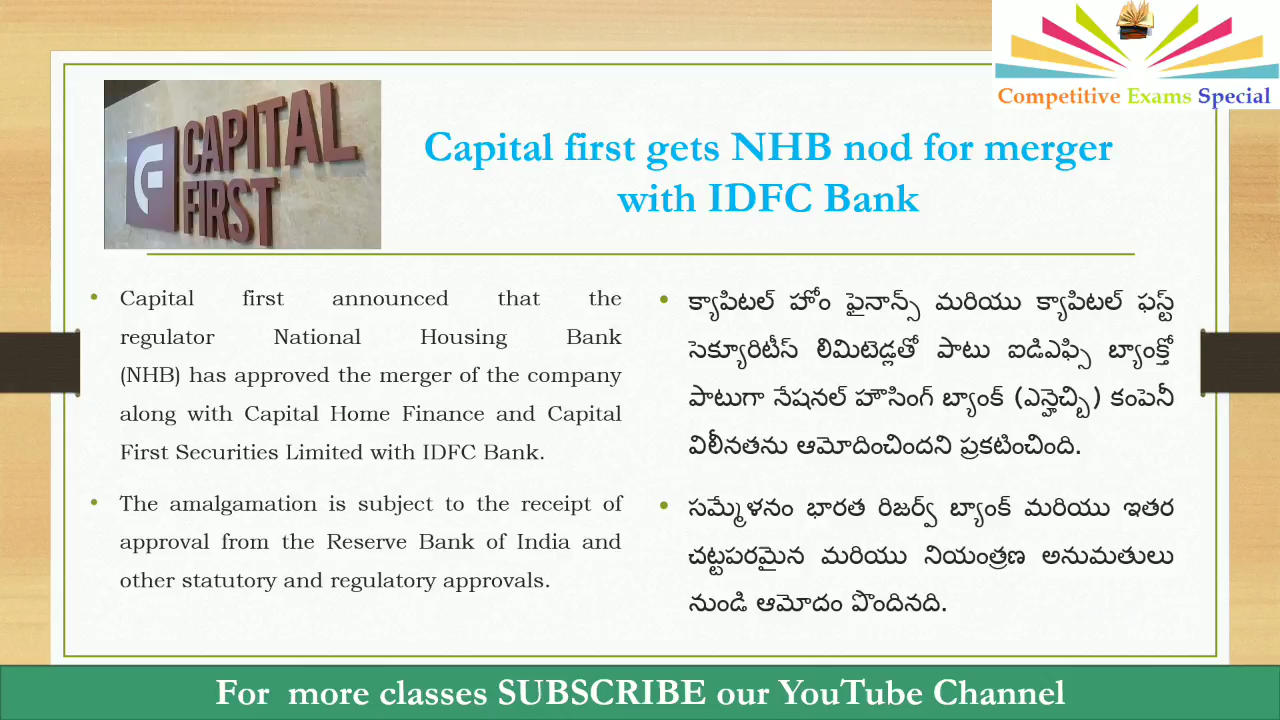 Competitive Exams Special
CAPITAL
FIRST
Capital first gets NHB nod for merger
with IDFC Bank
• Capital first announced that the
regulator National Housing Bank
(NHB) has approved the merger of the company
along with Capital Home Finance and Capital
First Securities Limited with IDFC Bank.
• The amalgamation is subject to the receipt of
approval from the Reserve Bank of India and
other statutory and regulatory approvals.
• క్యాపిటల్ హోం ఫైనాన్స్ మరియు క్యాపిటల్ ఫస్ట్
సెక్యూరిటీస్ లిమిటెడ్లతో పాటు ఐడిఎఫ్సి బ్యాంక్తో
పాటుగా నేషనల్ హౌసింగ్ బ్యాంక్ (ఎన్హెచ్బి) కంపెనీ
విలీనతను ఆమోదించిందని ప్రకటించింది.
• సమ్మేళనం భారత రిజర్వ్ బ్యాంక్ మరియు ఇతర
చట్టపరమైన మరియు నియంత్రణ అనుమతులు
నుండి ఆమోదం పొందినది.
For more classes SUBSCRIBE our YouTube Channel